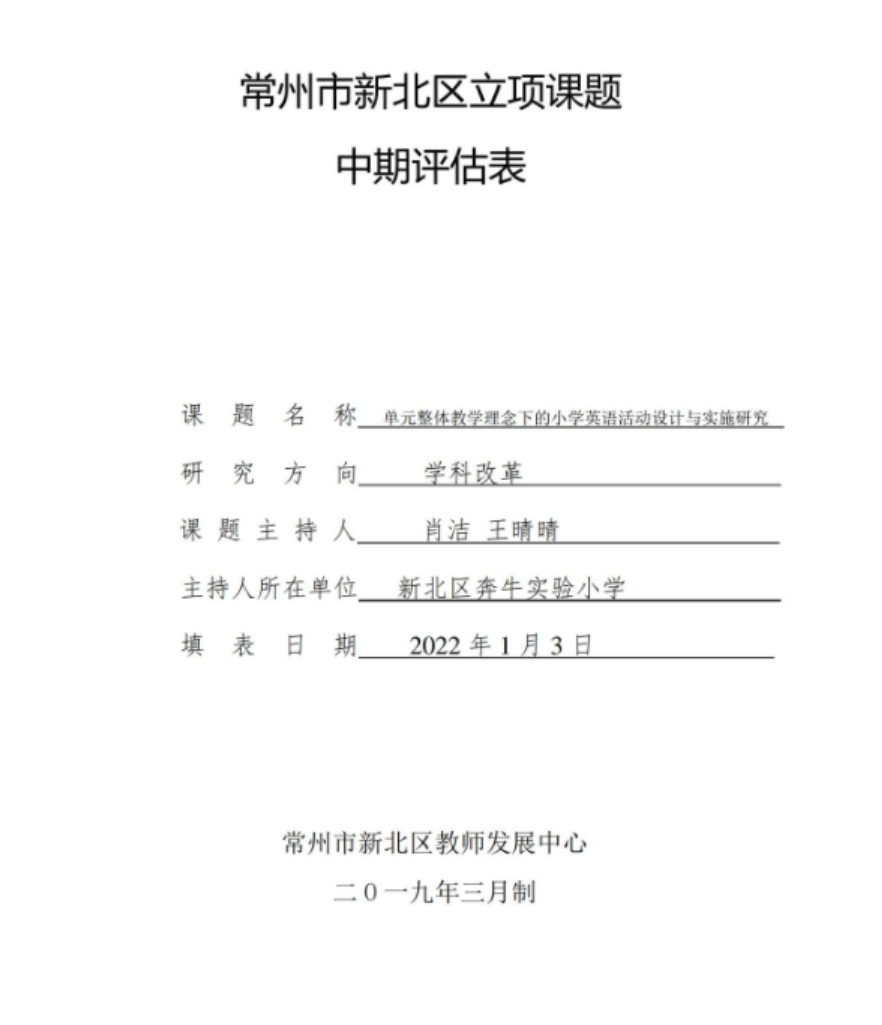 常州市新北区立项课题
中期评估表
课题名称 单元整体教学理念下的小学英语活动设计与实施研究
研究方向 学科改革
课题主持人 肖洁 王晴晴
主持人所在单位 新北区奔牛实验小学
填表日期 2022年1月3日
常州市新北区教师发展中心
二0一九年三月制